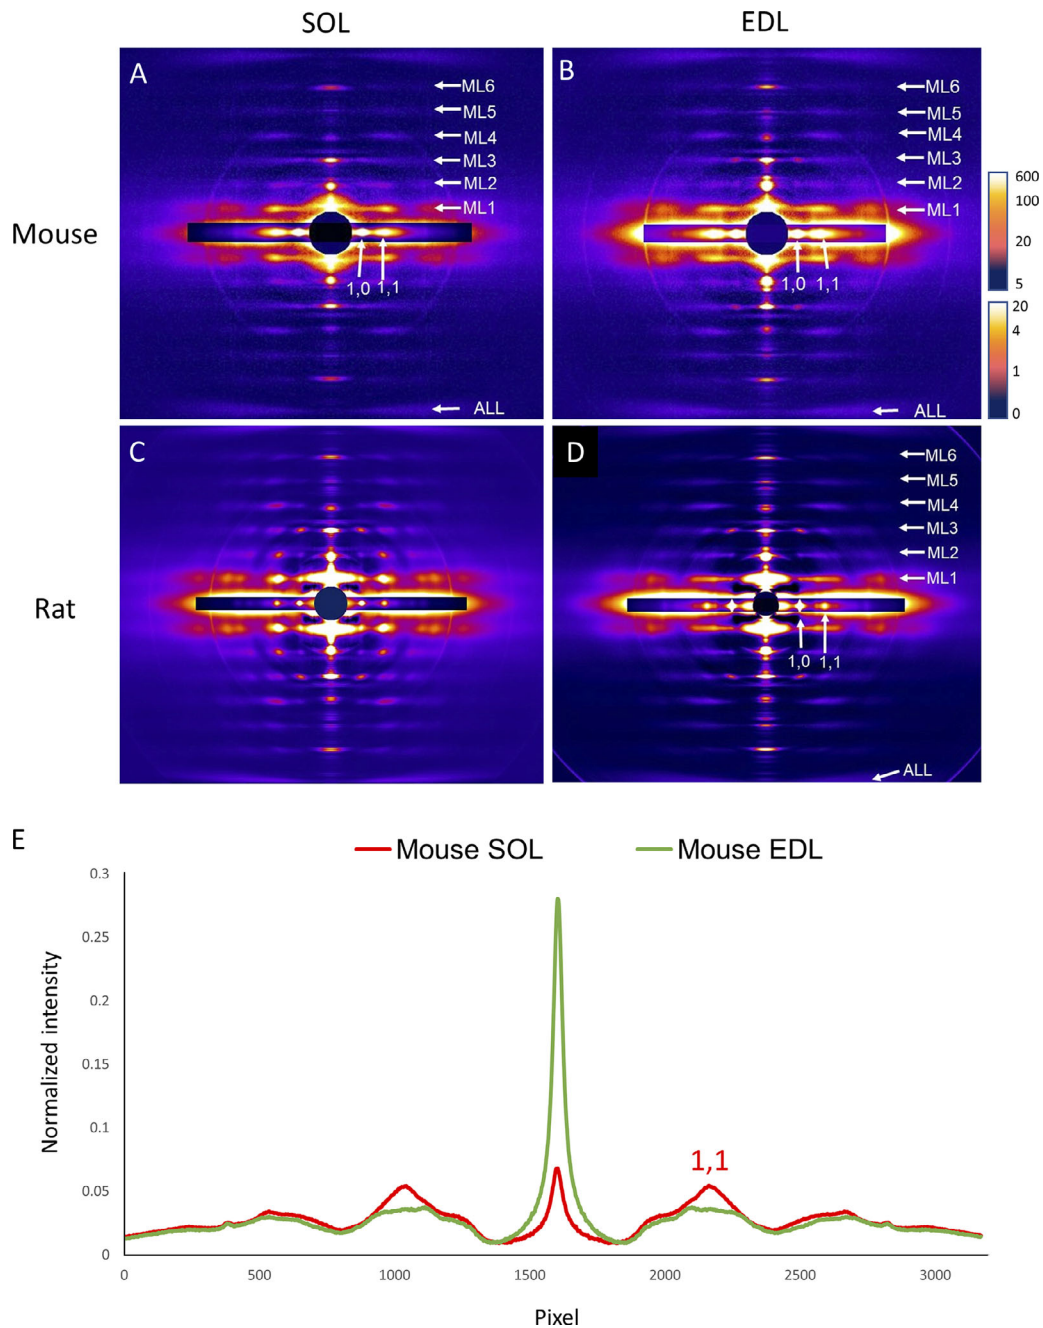 SOL EDL
A B
ML6 ML6
ML5 ML5
ML4 ML4
ML3 ML3
ML2 ML2
ML1 ML1
Mouse
1,0 1,1 1,0 1,1
ALL ALL
600
100
20
5
20
4
1
0
C D
ML6
ML5
ML4
ML3
ML2
ML1
Rat
1,0 1,1
ALL
E
Mouse SOL Mouse EDL
Normalized intensity
0.3
0.25
0.2
0.15
0.1
0.05
0
1,1
0 500 1000 1500 2000 2500 3000
Pixel